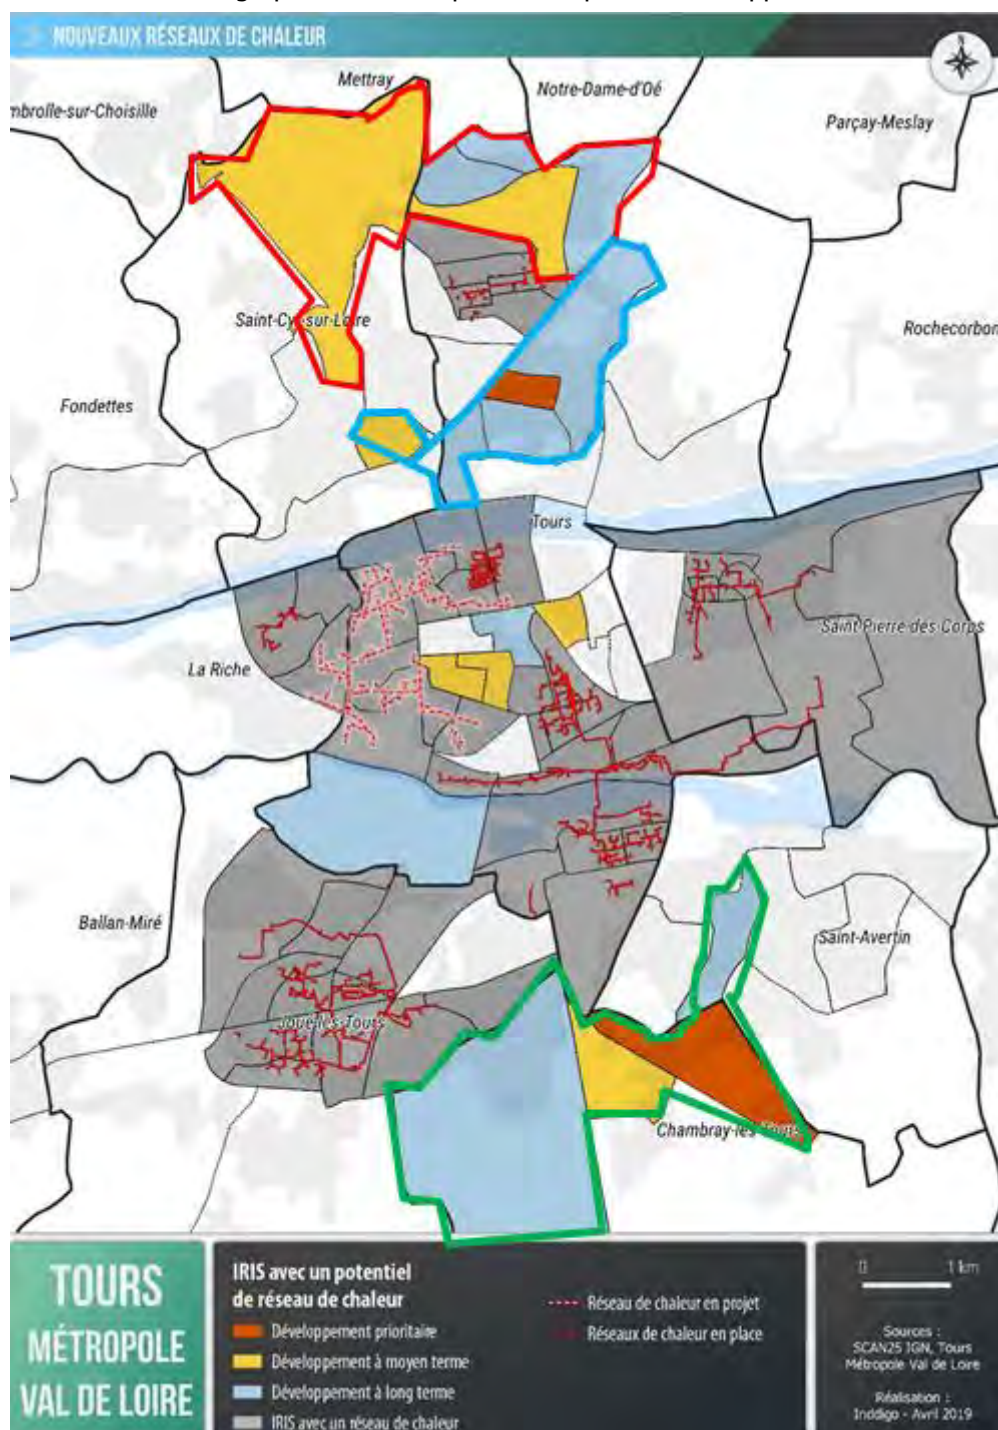 NOUVEAUX RÉSEAUX DE CHALEUR
N
Mettray
Notre-Dame-d'Oé
mbrolle-sur-Choisille
Parçay-Meslay
Saint-Cyr-sur-Loire
Rochecorbon
Fondettes
Tours
Saint-Pierre-des-Corps
La Riche
Ballan-Miré
Saint-Avertin
Joué-lès-Tours
Chambray-lès-Tours
TOURS
MÉTROPOLE
VAL DE LOIRE
IRIS avec un potentiel
de réseau de chaleur
Développement prioritaire
Développement à moyen terme
Développement à long terme
IRIS avec un réseau de chaleur
Réseau de chaleur en projet
Réseaux de chaleur en place
0 1 km
Sources :
SCAN25 IGN, Tours
Métropole Val de Loire
Réalisation :
Inddigo - Avril 2019